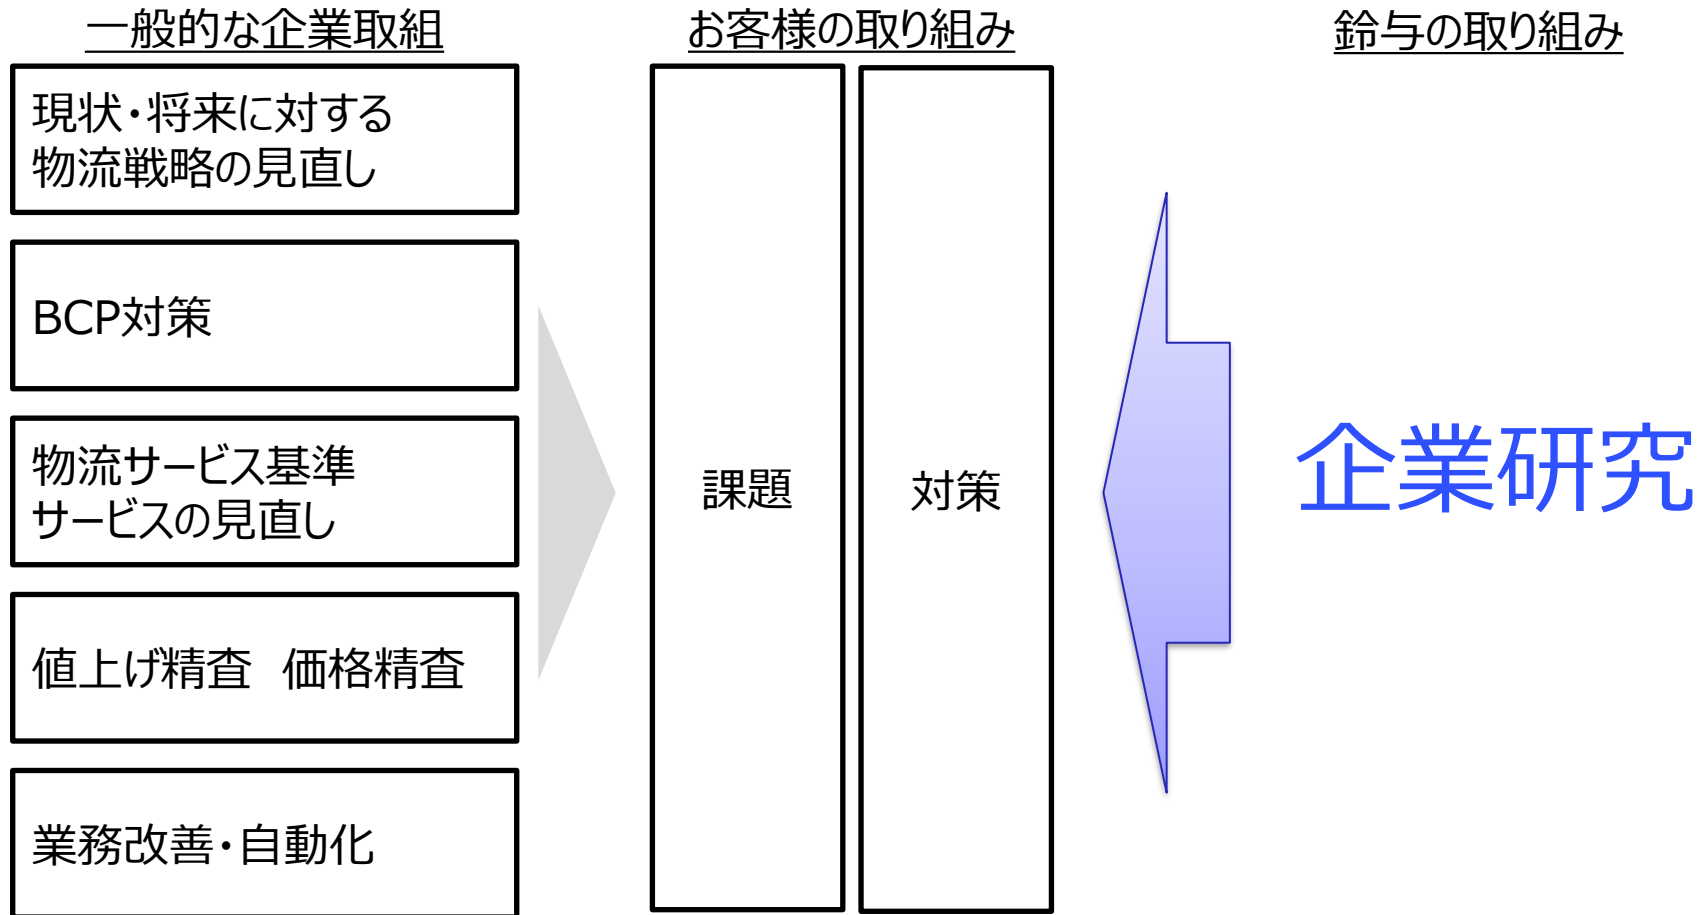 一般的な企業取組
お客様の取り組み
鈴与の取り組み
現状・将来に対する
物流戦略の見直し
BCP対策
物流サービス基準
サービスの見直し
値上げ精査　価格精査
業務改善・自動化
課題
対策
企業研究